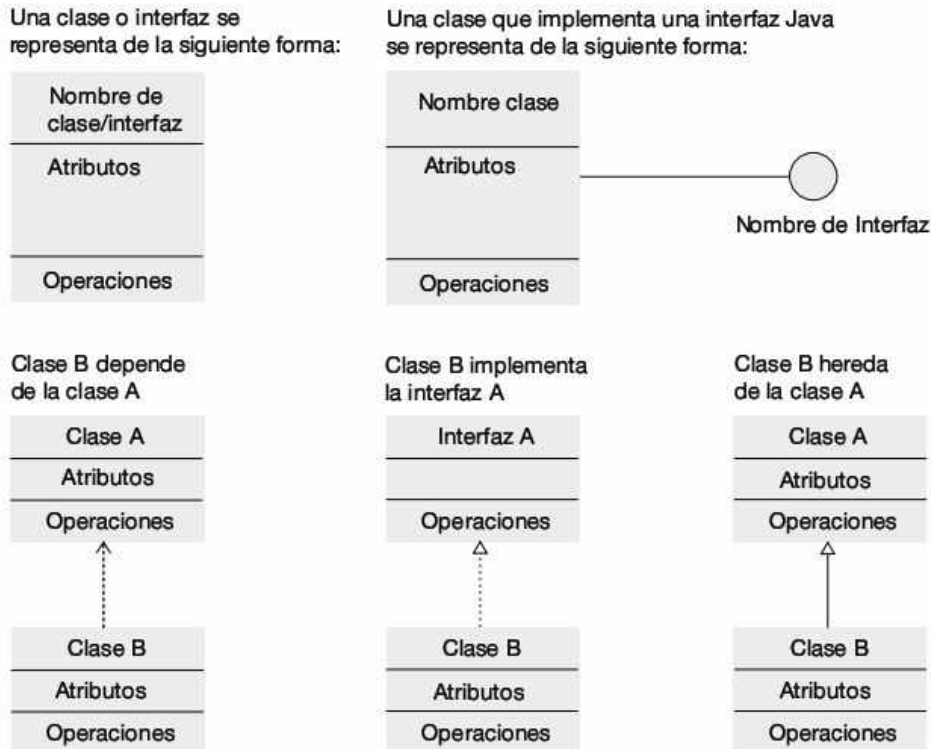 Una clase o interfaz se
representa de la siguiente forma:
Nombre de
clase/interfaz
Atributos
Operaciones
Una clase que implementa una interfaz Java
se representa de la siguiente forma:
Nombre clase
Atributos
Operaciones
Nombre de Interfaz
Clase B depende
de la clase A
Clase A
Atributos
Operaciones
Clase B
Atributos
Operaciones
Clase B implementa
la interfaz A
Interfaz A
Operaciones
Clase B
Atributos
Operaciones
Clase B hereda
de la clase A
Clase A
Atributos
Operaciones
Clase B
Atributos
Operaciones